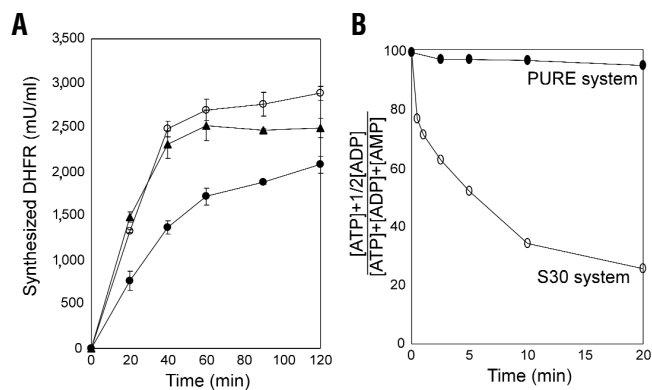 A
Synthesized DHFR (mU/ml)
3,500
3,000
2,500
2,000
1,500
1,000
500
0
0 20 40 60 80 100 120
Time (min)
B
[ATP]+1/2[ADP]
[ATP]+[ADP]+[AMP]
100
80
60
40
20
0
PURE system
S30 system
0 5 10 15 20
Time (min)